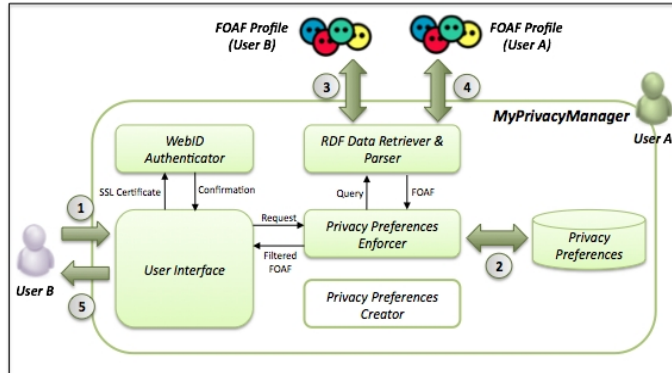 FOAF Profile
(User B)
FOAF Profile
(User A)
3
4
MyPrivacyManager
User A
WebID
Authenticator
RDF Data Retriever &
Parser
SSL Certificate
Confirmation
Query
FOAF
1
User B
5
User Interface
Request
Filtered
FOAF
Privacy Preferences
Enforcer
2
Privacy
Preferences
Privacy Preferences
Creator